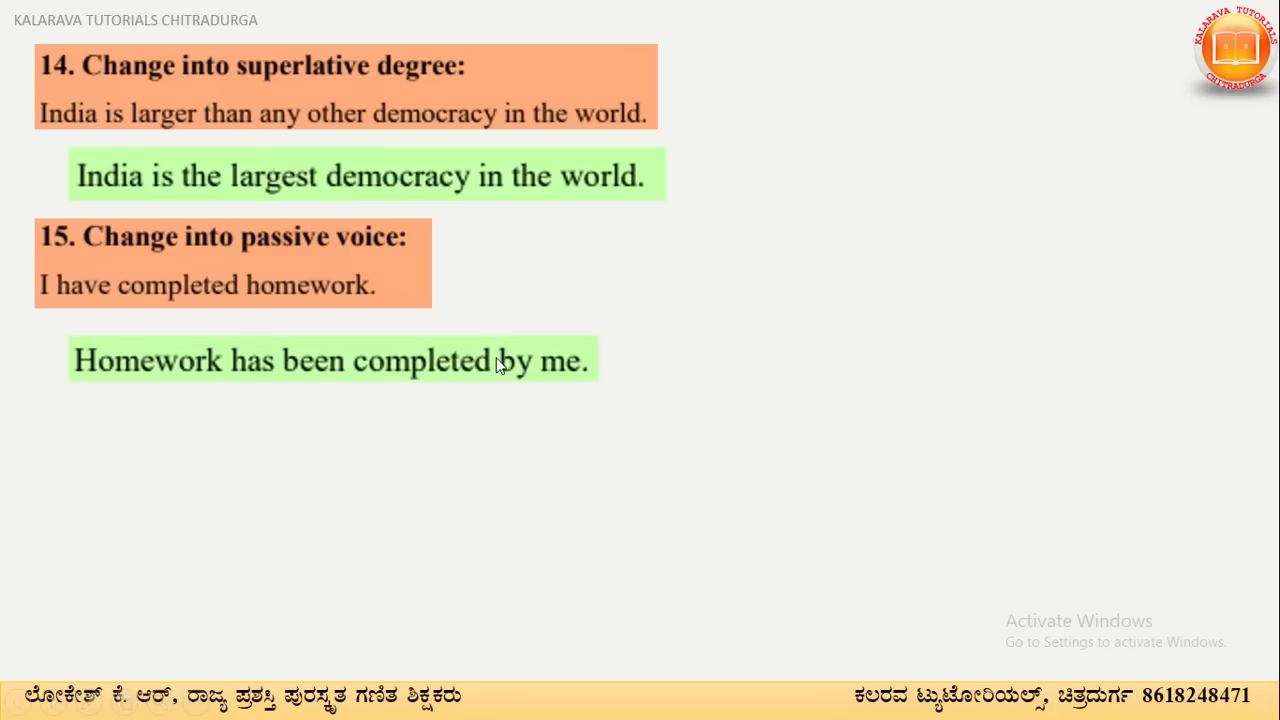 KALARAVA TUTORIALS CHITRADURGA
KALARAVA TUTORIALS
CHITRADURGA
14. Change into superlative degree:
India is larger than any other democracy in the world.
India is the largest democracy in the world.
15. Change into passive voice:
I have completed homework.
Homework has been completed by me.
Activate Windows
Go to Settings to activate Windows.
ಲೋಕೇಶ್ ಕೆ. ಆರ್, ರಾಜ್ಯ ಪ್ರಶಸ್ತಿ ಪುರಸ್ಕೃತ ಗಣಿತ ಶಿಕ್ಷಕರು
ಕಲರವ ಟ್ಯುಟೋರಿಯಲ್ಸ್, ಚಿತ್ರದುರ್ಗ 8618248471